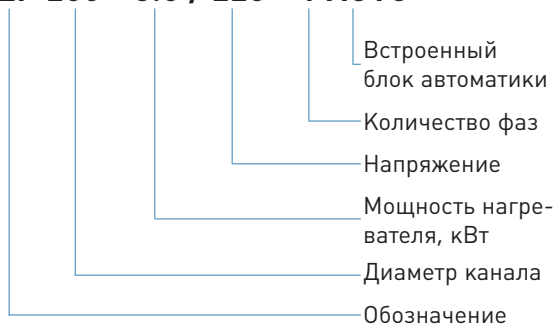 Встроенный
блок автоматики
Количество фаз
Напряжение
Мощность нагре-
вателя, кВт
Диаметр канала
Обозначение